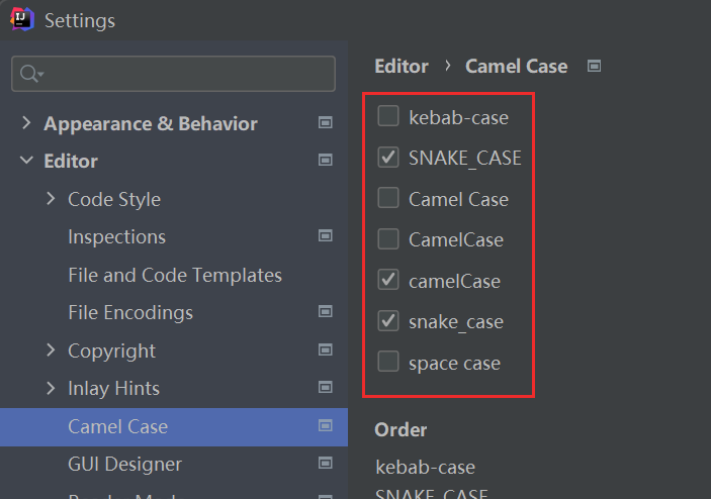 Settings
Appearance & Behavior
Editor
Code Style
Inspections
File and Code Templates
File Encodings
Copyright
Inlay Hints
Camel Case
GUI Designer
Editor › Camel Case
kebab-case
SNAKE_CASE
Camel Case
CamelCase
camelCase
snake_case
space case
Order
kebab-case
SNAKE_CASE